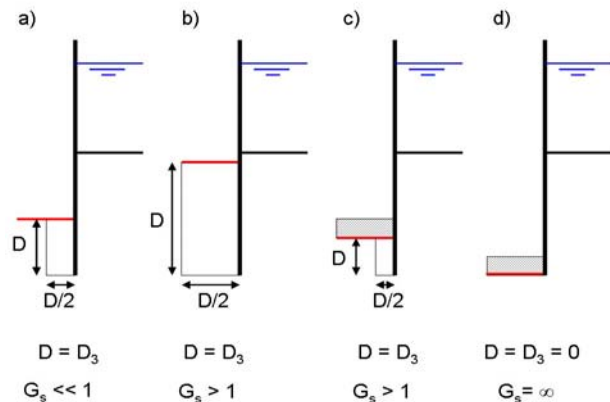 a)
b)
c)
d)
D
D/2
D
D/2
D
D/2
D = D₃
D = D₃
D = D₃
D = D₃ = 0
Gₛ << 1
Gₛ > 1
Gₛ > 1
Gₛ = ∞